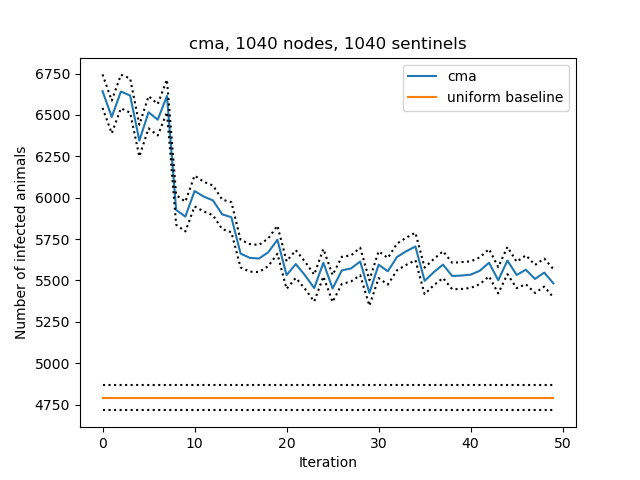 cma, 1040 nodes, 1040 sentinels
cma
uniform baseline
Number of infected animals
6750
6500
6250
6000
5750
5500
5250
5000
4750
0 10 20 30 40 50
Iteration